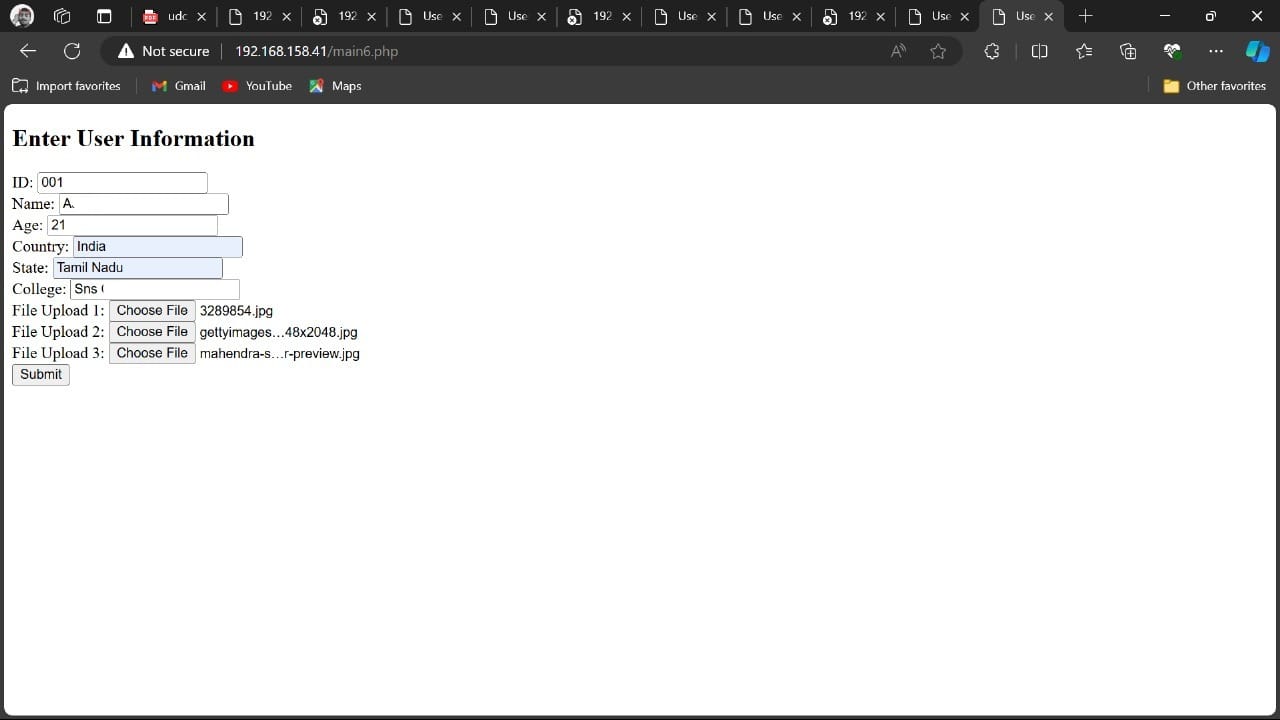 udc 192 192 Use Use 192 Use Use 192 Use Use
Not secure 192.168.158.41/main6.php
Import favorites Gmail YouTube Maps Other favorites
Enter User Information
ID: 001
Name: A.
Age: 21
Country: India
State: Tamil Nadu
College: Sns
File Upload 1: Choose File 3289854.jpg
File Upload 2: Choose File gettyimages...48x2048.jpg
File Upload 3: Choose File mahendra-s...r-preview.jpg
Submit